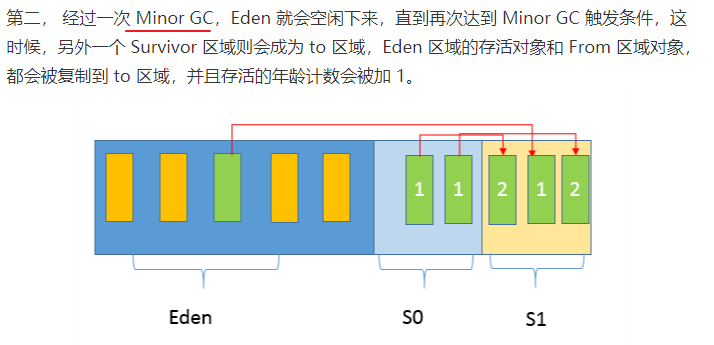 第二， 经过一次 Minor GC，Eden 就会空闲下来，直到再次达到 Minor GC 触发条件，这
时候，另外一个 Survivor 区域则会成为 to 区域，Eden 区域的存活对象和 From 区域对象，
都会被复制到 to 区域，并且存活的年龄计数会被加 1。
1 1 2 1 2
Eden S0 S1